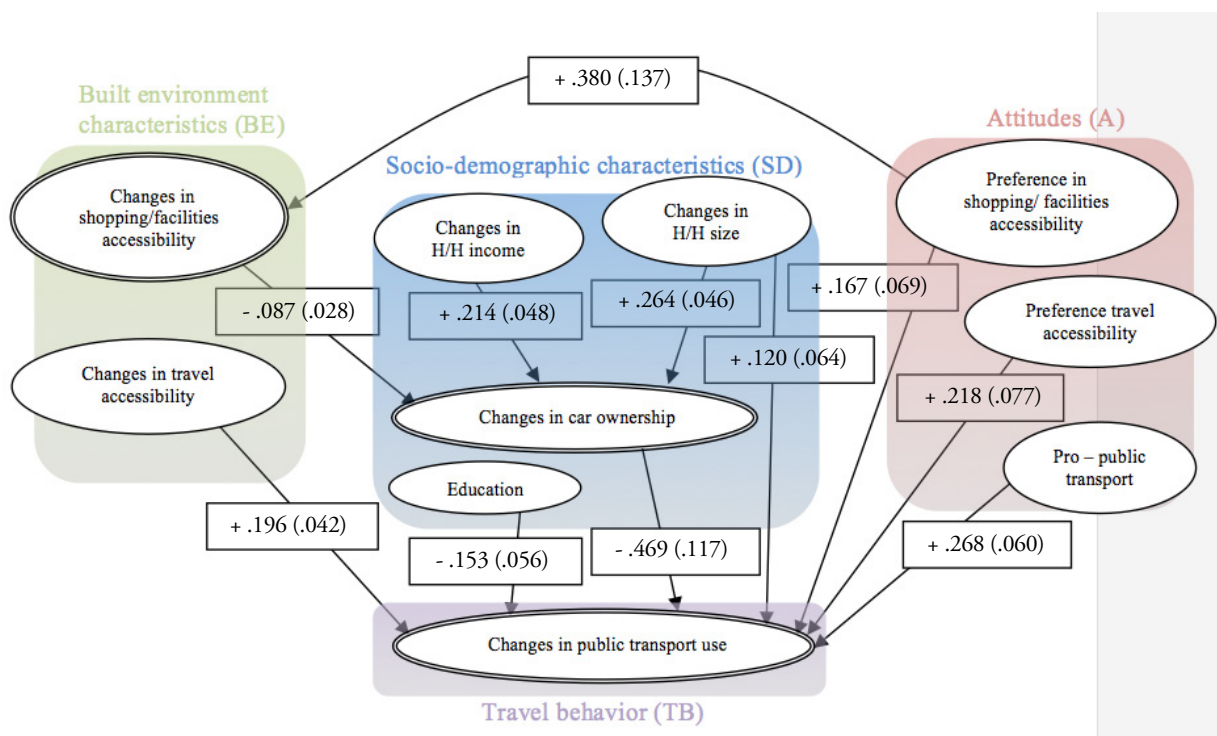 + .380 (.137)
Built environment
characteristics (BE)
Attitudes (A)
Socio-demographic characteristics (SD)
Changes in
shopping/facilities
accessibility
Changes in
H/H income
Changes in
H/H size
Preference in
shopping/ facilities
accessibility
- .087 (.028)
+ .214 (.048)
+ .264 (.046)
+ .167 (.069)
Preference travel
accessibility
Changes in travel
accessibility
+ .120 (.064)
Changes in car ownership
+ .218 (.077)
Pro – public
transport
Education
+ .196 (.042)
- .153 (.056)
- .469 (.117)
+ .268 (.060)
Changes in public transport use
Travel behavior (TB)